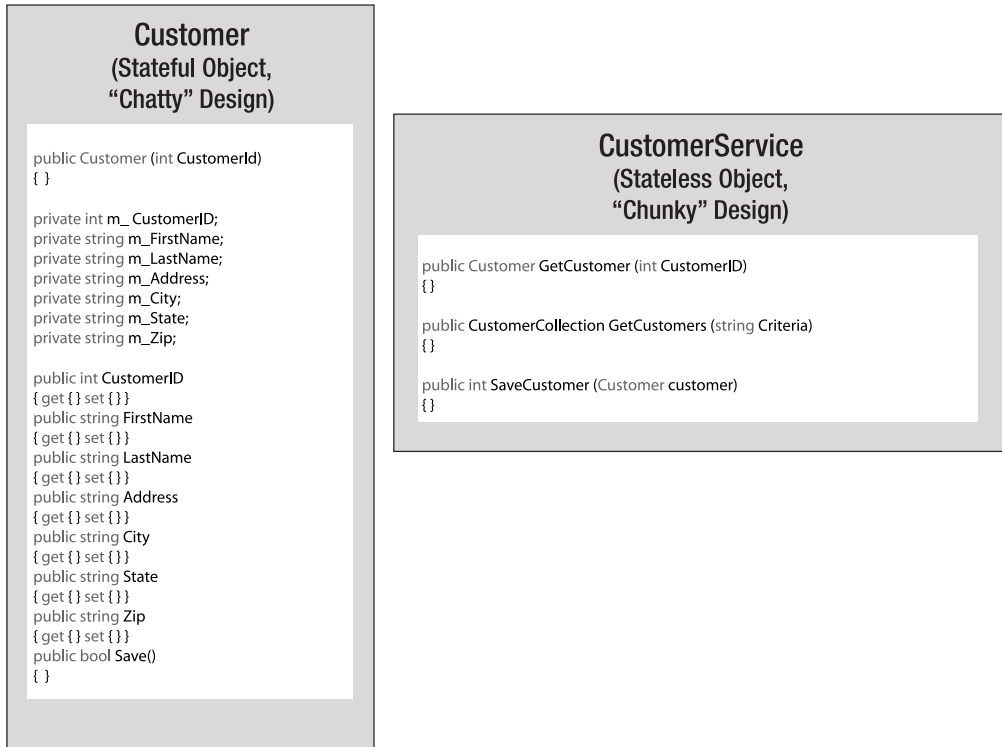 Customer
(Stateful Object,
“Chatty” Design)
public Customer (int CustomerId)
{ }
private int m_ CustomerID;
private string m_FirstName;
private string m_LastName;
private string m_Address;
private string m_City;
private string m_State;
private string m_Zip;
public int CustomerID
{ get { } set { } }
public string FirstName
{ get { } set { } }
public string LastName
{ get { } set { } }
public string Address
{ get { } set { } }
public string City
{ get { } set { } }
public string State
{ get { } set { } }
public string Zip
{ get { } set { } }
public bool Save()
{ }
CustomerService
(Stateless Object,
“Chunky” Design)
public Customer GetCustomer (int CustomerID)
{ }
public CustomerCollection GetCustomers (string Criteria)
{ }
public int SaveCustomer (Customer customer)
{ }